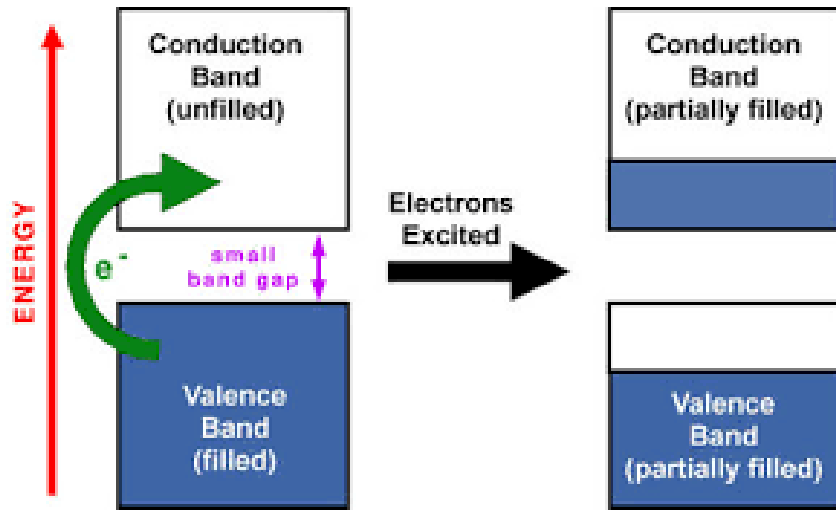 ENERGY
Conduction
Band
(unfilled)
e-
small
band gap
Valence
Band
(filled)
Electrons
Excited
Conduction
Band
(partially filled)
Valence
Band
(partially filled)